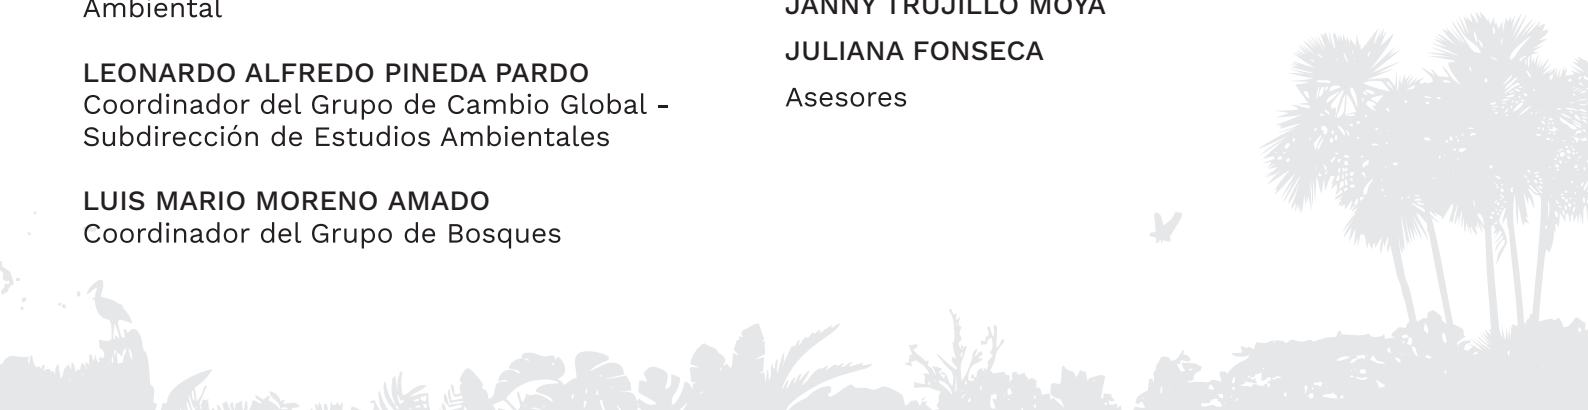 Ambiental
LEONARDO ALFREDO PINEDA PARDO
Coordinador del Grupo de Cambio Global -
Subdirección de Estudios Ambientales
LUIS MARIO MORENO AMADO
Coordinador del Grupo de Bosques
JANNY TRUJILLO MOYA
JULIANA FONSECA
Asesores